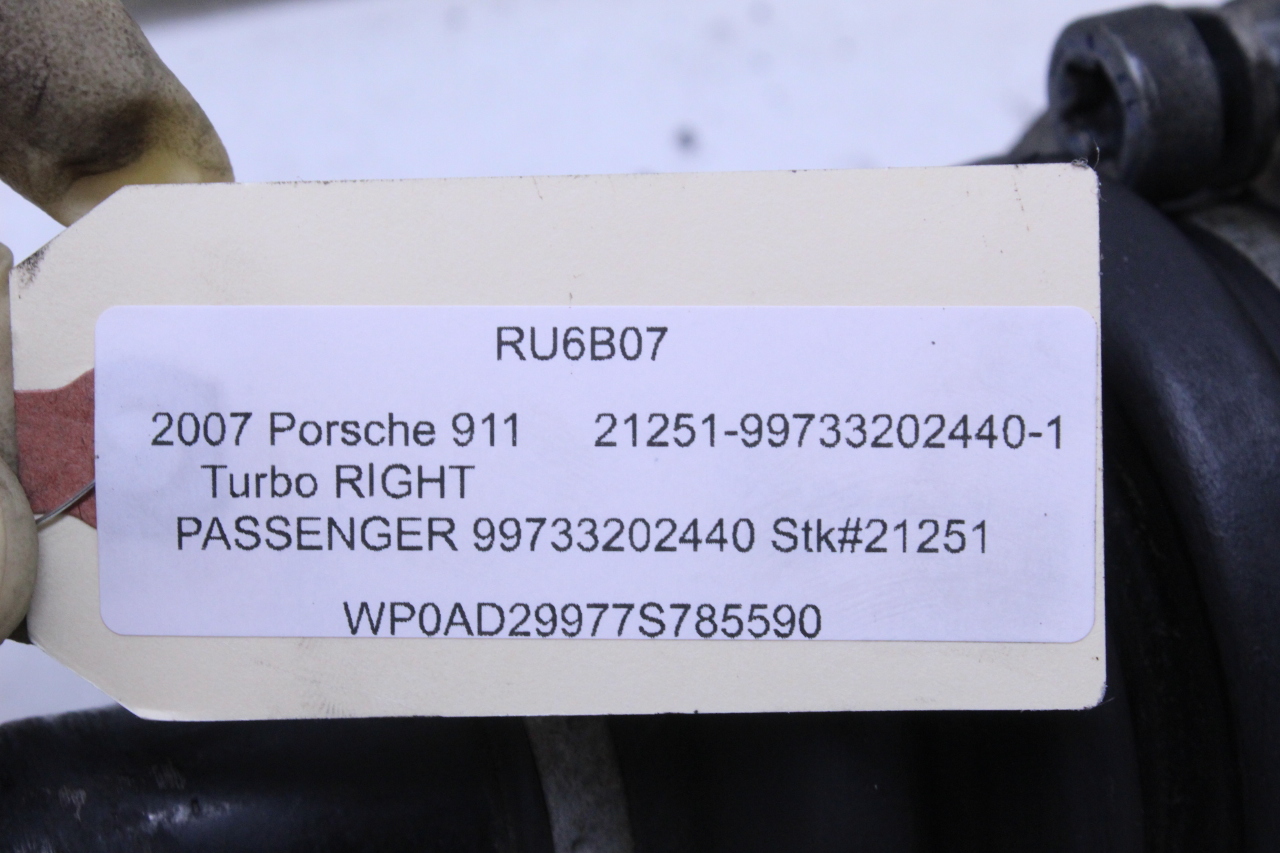 RU6B07
2007 Porsche 911 21251-99733202440-1
Turbo RIGHT
PASSENGER 99733202440 Stk#21251
WP0AD29977S785590